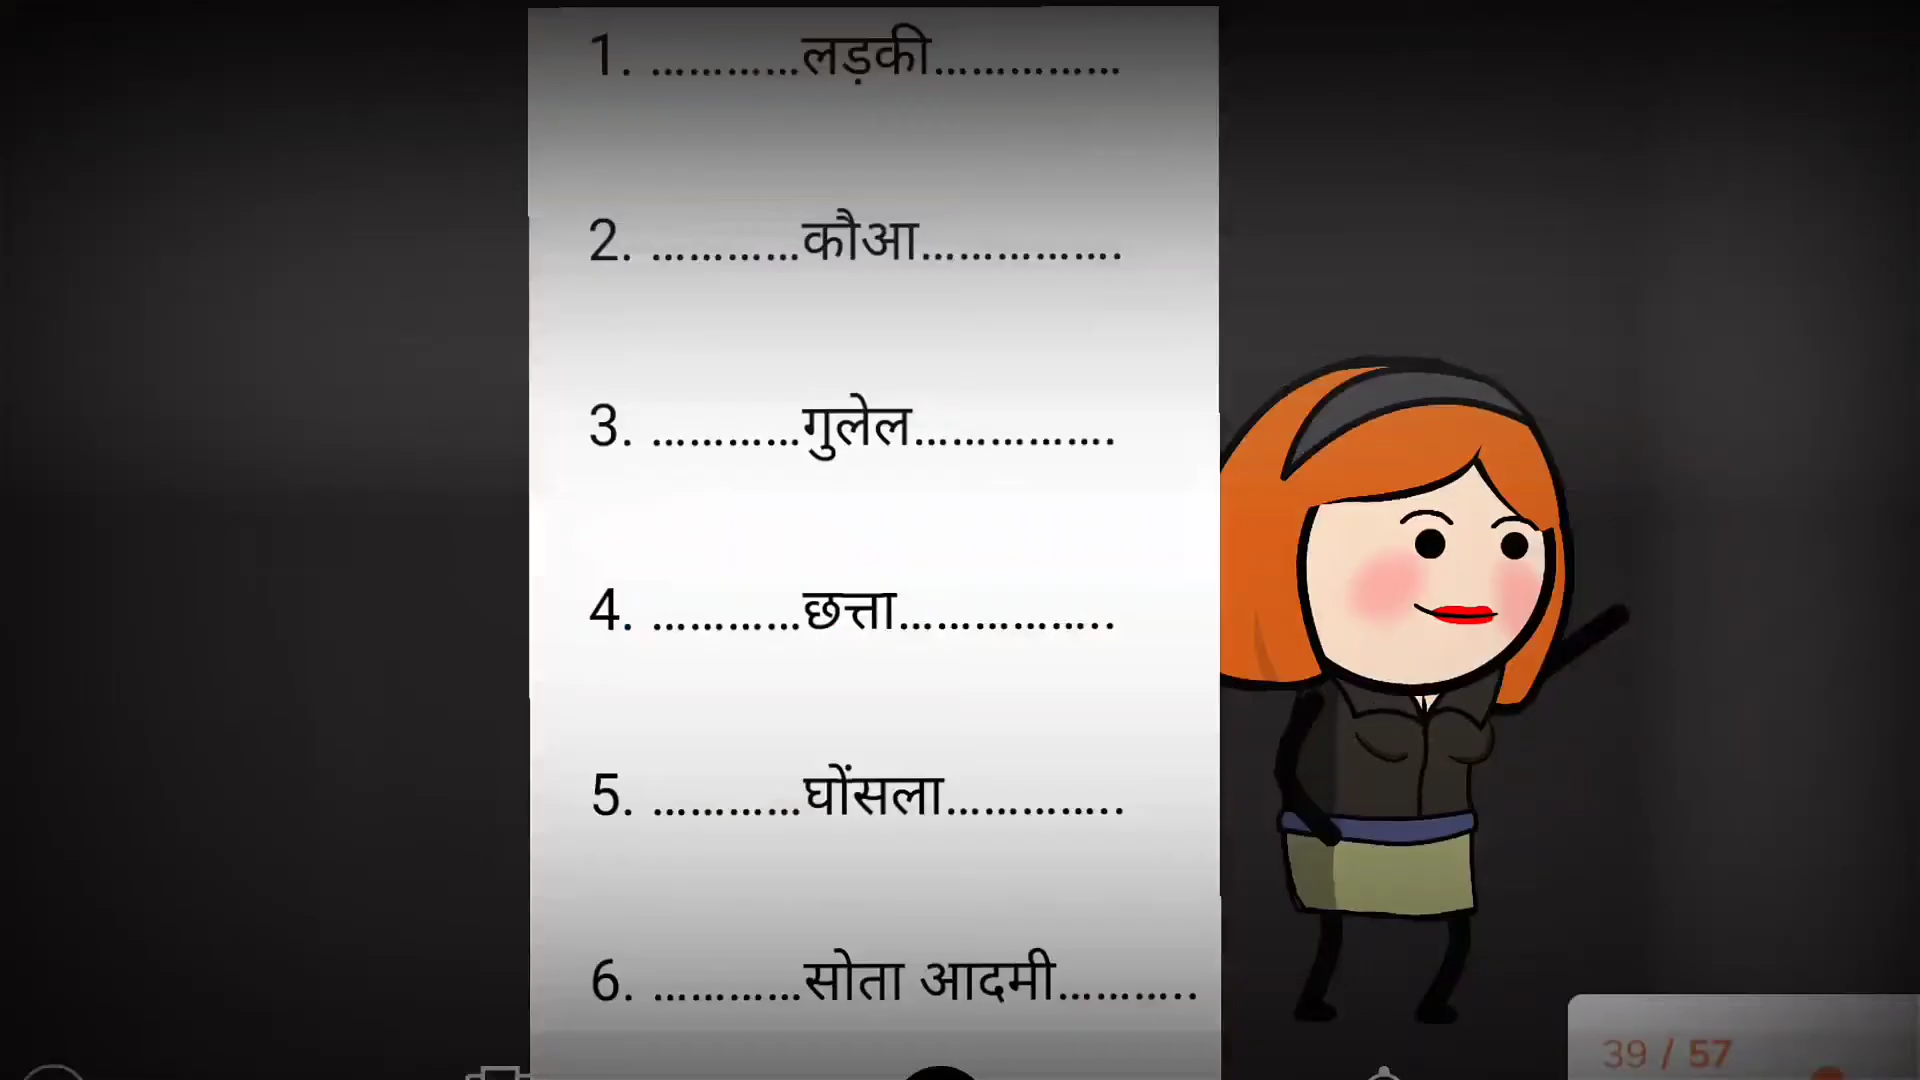 1. ............लड़की...............
2. ............कौआ................
3. ............गुलेल................
4. ............छत्ता.................
5. ............घोंसला..............
6. ............सोता आदमी...........
39 / 57